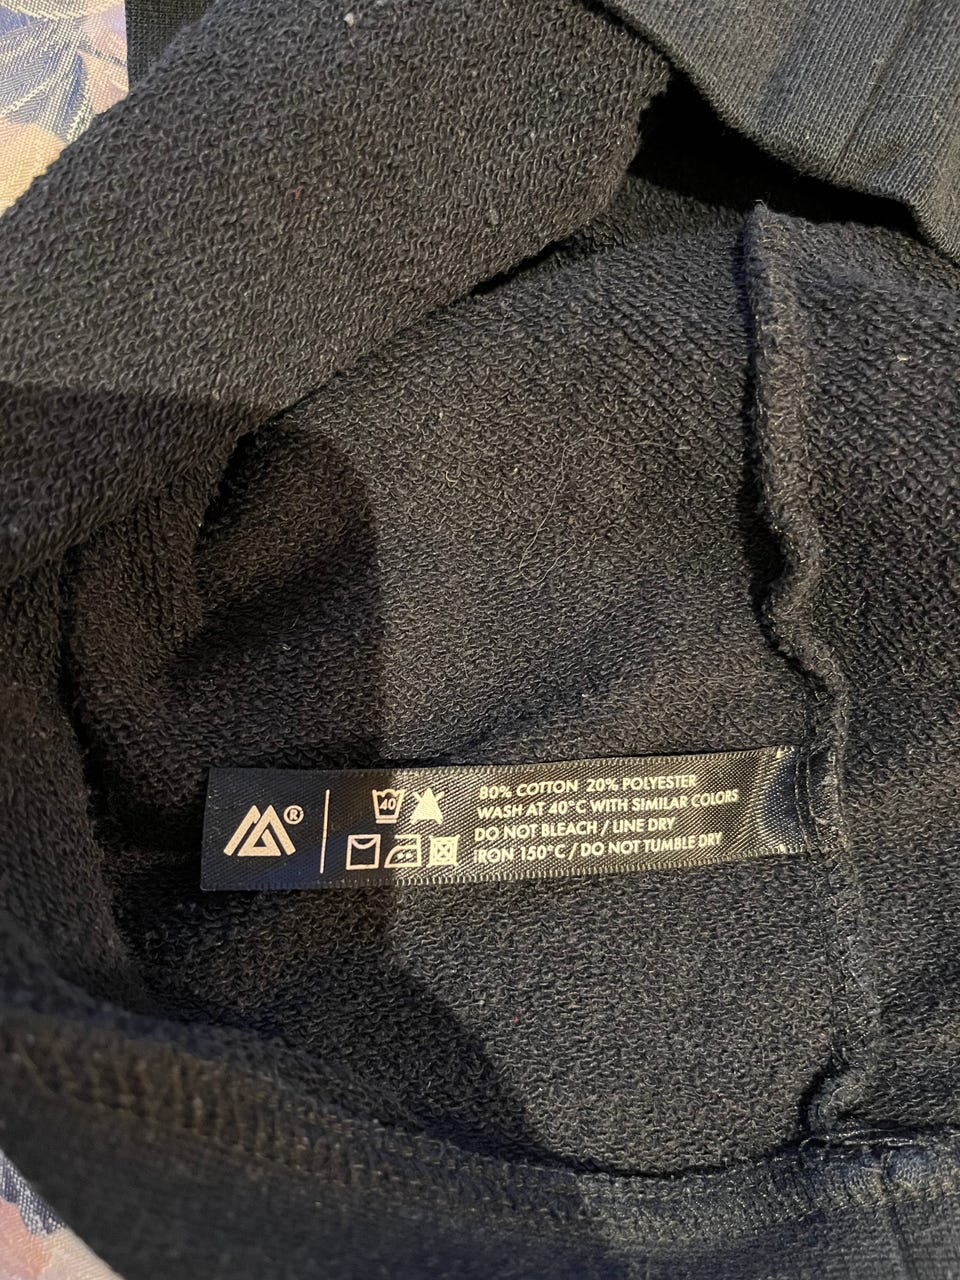 ®
40
80% COTTON 20% POLYESTER
WASH AT 40°C WITH SIMILAR COLORS
DO NOT BLEACH / LINE DRY
IRON 150°C / DO NOT TUMBLE DRY